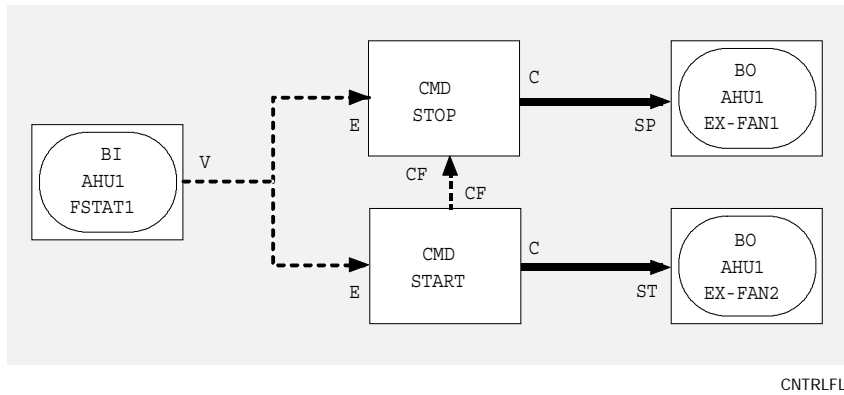 BI
AHU1
FSTAT1
V
E
CMD
STOP
C
SP
BO
AHU1
EX-FAN1
CF
CF
E
CMD
START
C
ST
BO
AHU1
EX-FAN2
CNTRLFL